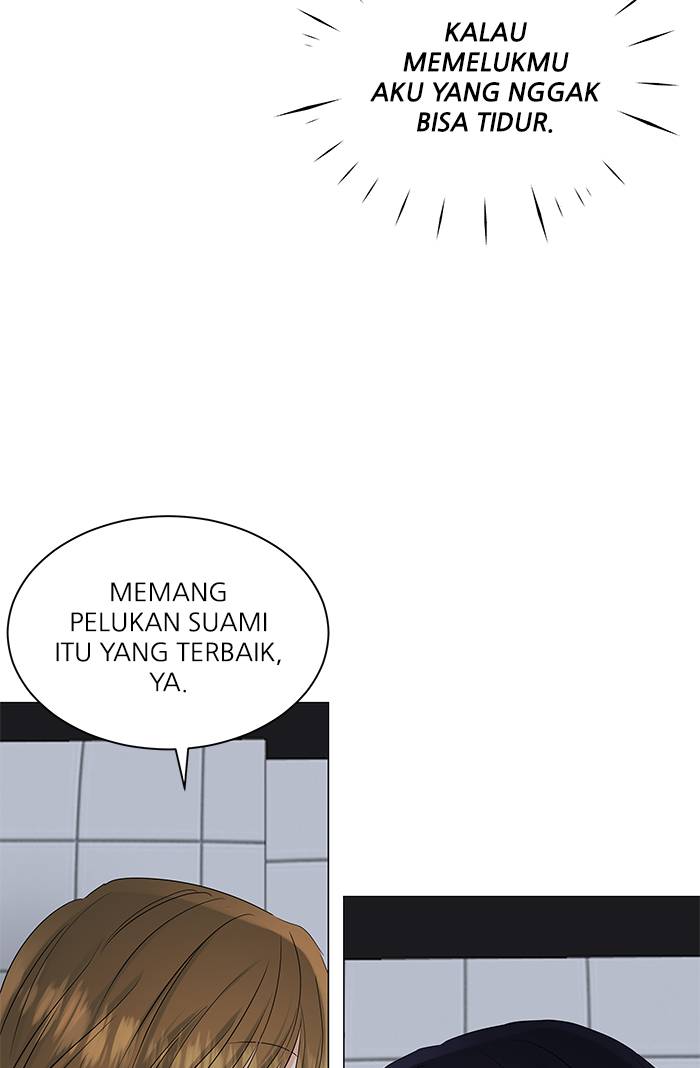 KALAU
MEMELUKMU
AKU YANG NGGAK
BISA TIDUR.
MEMANG
PELUKAN SUAMI
ITU YANG TERBAIK,
YA.